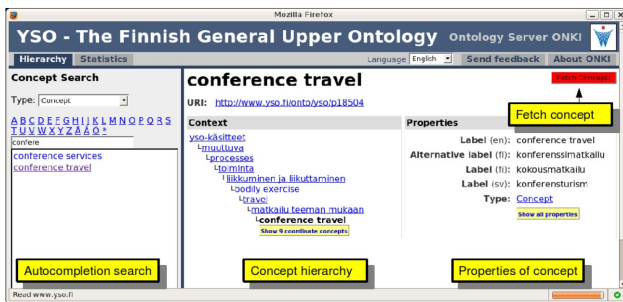 Mozilla Firefox
YSO - The Finnish General Upper Ontology Ontology Server ONKI
Hierarchy Statistics Language English Send feedback About ONKI
Concept Search
Type: Concept
A B C D E F G H I J K L M N O P Q R S
T U V W X Y Z Å Ä Ö *
confere
conference services
conference travel
conference travel
Fetch Concept!
URI: http://www.yso.fi/onto/yso/p18504
Fetch concept
Context
yso-käsitteet
muuttuva
processes
toiminta
liikkuminen ja liikuttaminen
bodily exercise
travel
matkailu teeman mukaan
conference travel
Show 9 coordinate concepts
Properties
Label (en): conference travel
Alternative label (fi): konferenssimatkailu
Label (fi): kokousmatkailu
Label (sv): konferensturism
Type: Concept
Show all properties
Autocompletion search
Concept hierarchy
Properties of concept
Read www.yso.fi